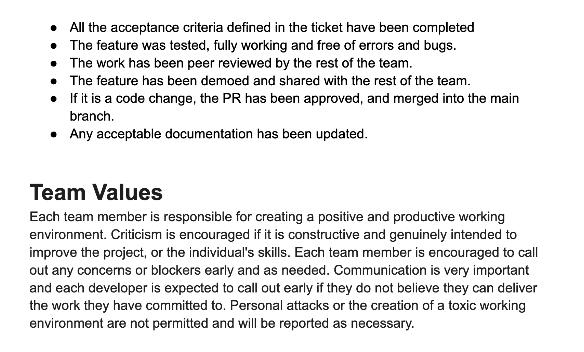 ● All the acceptance criteria defined in the ticket have been completed
● The feature was tested, fully working and free of errors and bugs.
● The work has been peer reviewed by the rest of the team.
● The feature has been demoed and shared with the rest of the team.
● If it is a code change, the PR has been approved, and merged into the main
branch.
● Any acceptable documentation has been updated.
Team Values
Each team member is responsible for creating a positive and productive working
environment. Criticism is encouraged if it is constructive and genuinely intended to
improve the project, or the individual's skills. Each team member is encouraged to call
out any concerns or blockers early and as needed. Communication is very important
and each developer is expected to call out early if they do not believe they can deliver
the work they have committed to. Personal attacks or the creation of a toxic working
environment are not permitted and will be reported as necessary.